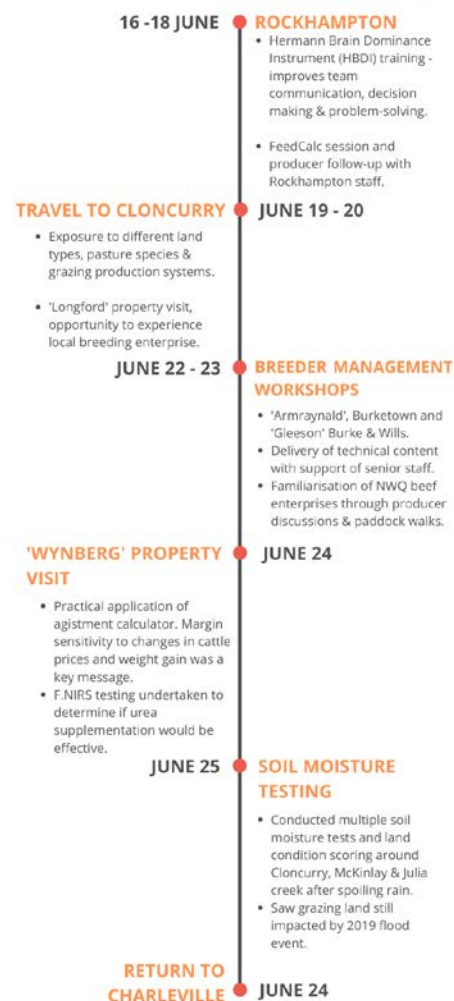 16 -18 JUNE
ROCKHAMPTON
• Hermann Brain Dominance
Instrument (HBDI) training -
improves team
communication, decision
making & problem-solving.
• FeedCalc session and
producer follow-up with
Rockhampton staff.
TRAVEL TO CLONCURRY
JUNE 19 - 20
• Exposure to different land
types, pasture species &
grazing production systems.
• 'Longford' property visit,
opportunity to experience
local breeding enterprise.
JUNE 22 - 23
BREEDER MANAGEMENT
WORKSHOPS
• 'Armraynald', Burketown and
'Gleeson' Burke & Wills.
• Delivery of technical content
with support of senior staff.
• Familiarisation of NWQ beef
enterprises through producer
discussions & paddock walks.
'WYNBERG' PROPERTY
VISIT
JUNE 24
• Practical application of
agistment calculator. Margin
sensitivity to changes in cattle
prices and weight gain was a
key message.
• F.NIRS testing undertaken to
determine if urea
supplementation would be
effective.
JUNE 25
SOIL MOISTURE
TESTING
• Conducted multiple soil
moisture tests and land
condition scoring around
Cloncurry, McKinlay & Julia
creek after spoiling rain.
• Saw grazing land still
impacted by 2019 flood
event.
RETURN TO
CHARLEVILLE
JUNE 24